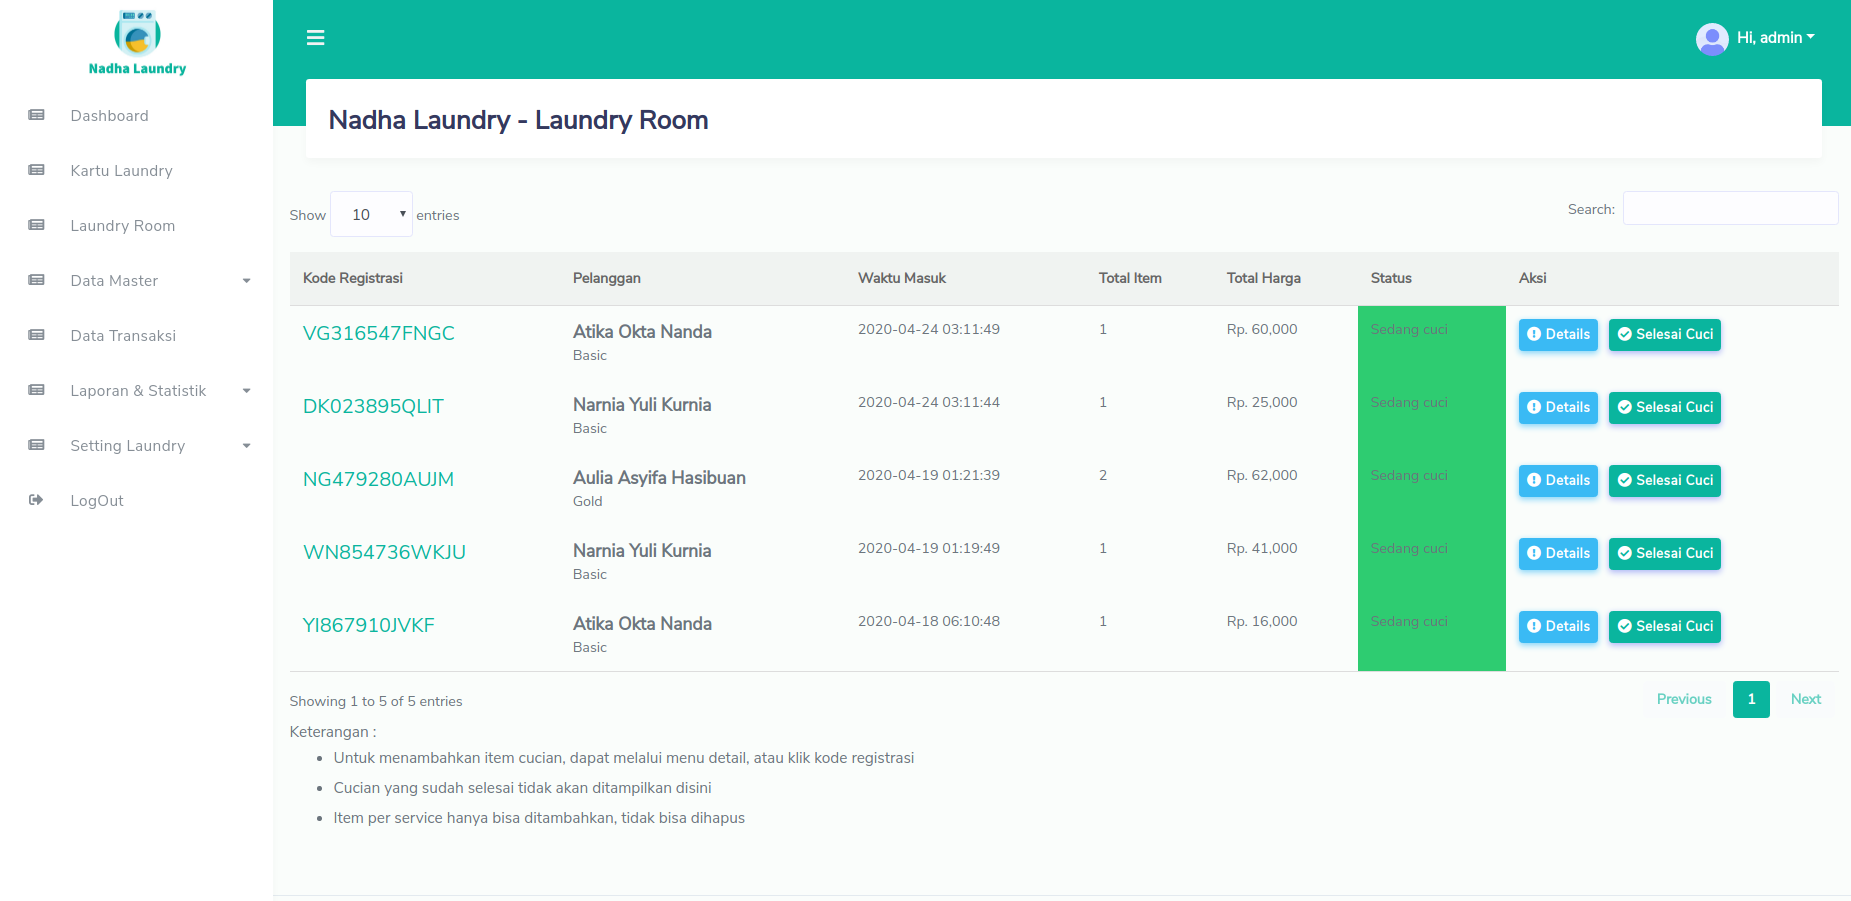 Nadha Laundry
Dashboard
Kartu Laundry
Laundry Room
Data Master
Data Transaksi
Laporan & Statistik
Setting Laundry
LogOut
Hi, admin
Nadha Laundry - Laundry Room
Show 10 entries Search:
Kode Registrasi Pelanggan Waktu Masuk Total Item Total Harga Status Aksi
VG316547FNGC Atika Okta Nanda 2020-04-24 03:11:49 1 Rp. 60,000 Sedang cuci Details Selesai Cuci
Basic
DK023895QLIT Narnia Yuli Kurnia 2020-04-24 03:11:44 1 Rp. 25,000 Sedang cuci Details Selesai Cuci
Basic
NG479280AUJM Aulia Asyifa Hasibuan 2020-04-19 01:21:39 2 Rp. 62,000 Sedang cuci Details Selesai Cuci
Gold
WN854736WKJU Narnia Yuli Kurnia 2020-04-19 01:19:49 1 Rp. 41,000 Sedang cuci Details Selesai Cuci
Basic
YI867910JVKF Atika Okta Nanda 2020-04-18 06:10:48 1 Rp. 16,000 Sedang cuci Details Selesai Cuci
Basic
Showing 1 to 5 of 5 entries Previous 1 Next
Keterangan :
• Untuk menambahkan item cucian, dapat melalui menu detail, atau klik kode registrasi
• Cucian yang sudah selesai tidak akan ditampilkan disini
• Item per service hanya bisa ditambahkan, tidak bisa dihapus